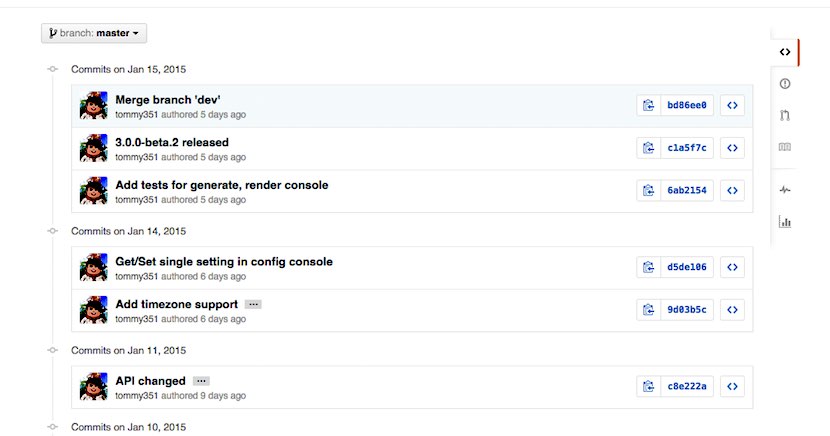 branch: master
Commits on Jan 15, 2015
Merge branch 'dev'
tommy351 authored 5 days ago
bd86ee0
3.0.0-beta.2 released
tommy351 authored 5 days ago
c1a5f7c
Add tests for generate, render console
tommy351 authored 5 days ago
6ab2154
Commits on Jan 14, 2015
Get/Set single setting in config console
tommy351 authored 6 days ago
d5de106
Add timezone support ...
tommy351 authored 6 days ago
9d03b5c
Commits on Jan 11, 2015
API changed ...
tommy351 authored 9 days ago
c8e222a
Commits on Jan 10, 2015